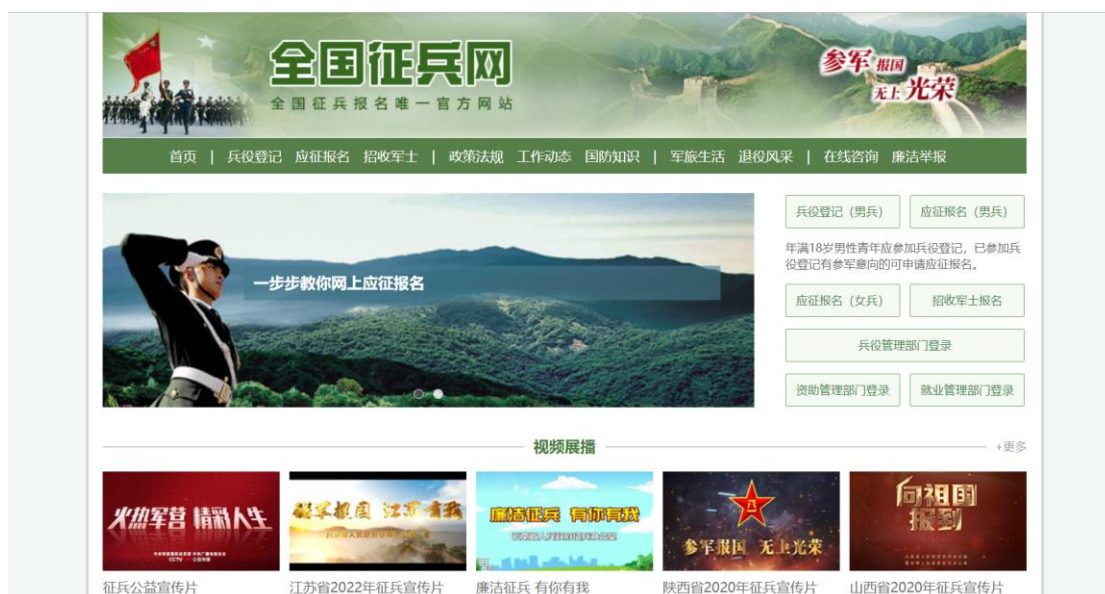 全国征兵网
全国征兵报名唯一官方网站
参军 报国
无上 光荣
首页 | 兵役登记 应征报名 招收军士 | 政策法规 工作动态 国防知识 | 军旅生活 退役风采 | 在线咨询 廉洁举报
一步步教你网上应征报名
兵役登记（男兵） 应征报名（男兵）
年满18岁男性青年应参加兵役登记，已参加兵
役登记有参军意向的可申请应征报名。
应征报名（女兵） 招收军士报名
兵役管理部门登录
资助管理部门登录 就业管理部门登录
视频展播 +更多
火热军营 精彩人生
江苏有我
廉洁征兵 有你有我
参军报国 无上光荣
向祖国
报到
征兵公益宣传片 江苏省2022年征兵宣传片 廉洁征兵 有你有我 陕西省2020年征兵宣传片 山西省2020年征兵宣传片